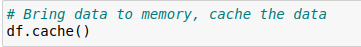 # Bring data to memory, cache the data
df.cache()